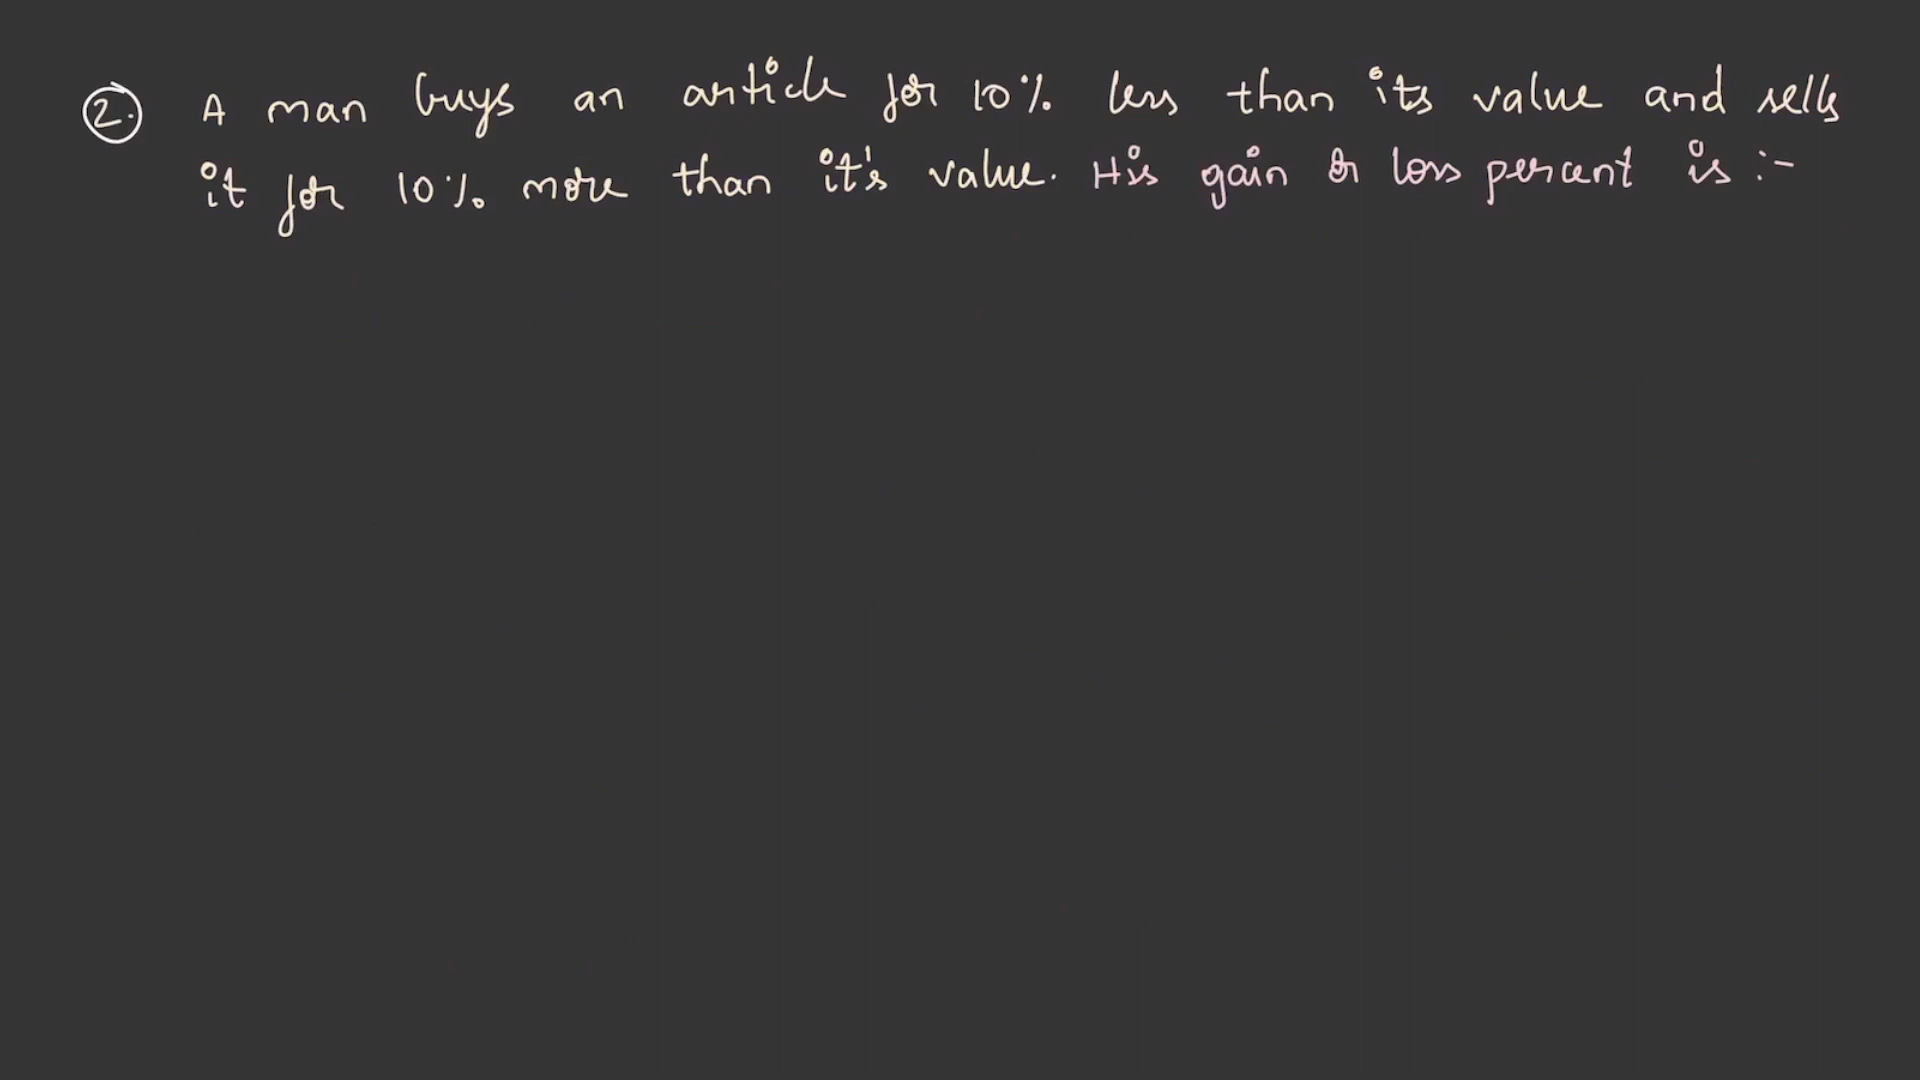 2. A man buys an article for 10% less than its value and sells
it for 10% more than it's value. His gain or loss percent is :-